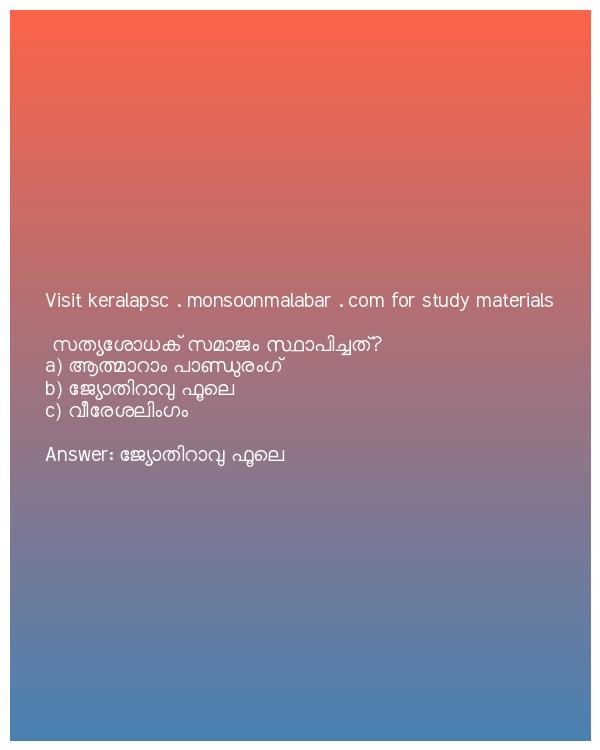 Visit keralapsc . monsoonmalabar . com for study materials
സത്യശോധക് സമാജം സ്ഥാപിച്ചത്?
a) ആത്മാറാം പാണ്ഡുരംഗ്
b) ജ്യോതിറാവു ഫൂലെ
c) വീരേശലിംഗം
Answer: ജ്യോതിറാവു ഫൂലെ